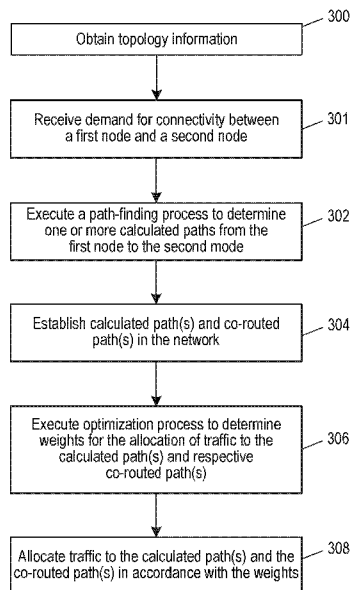 300
Obtain topology information
301
Receive demand for connectivity between
a first node and a second node
302
Execute a path-finding process to determine
one or more calculated paths from the
first node to the second mode
304
Establish calculated path(s) and co-routed
path(s) in the network
306
Execute optimization process to determine
weights for the allocation of traffic to the
calculated path(s) and respective
co-routed path(s)
308
Allocate traffic to the calculated path(s) and the
co-routed path(s) in accordance with the weights